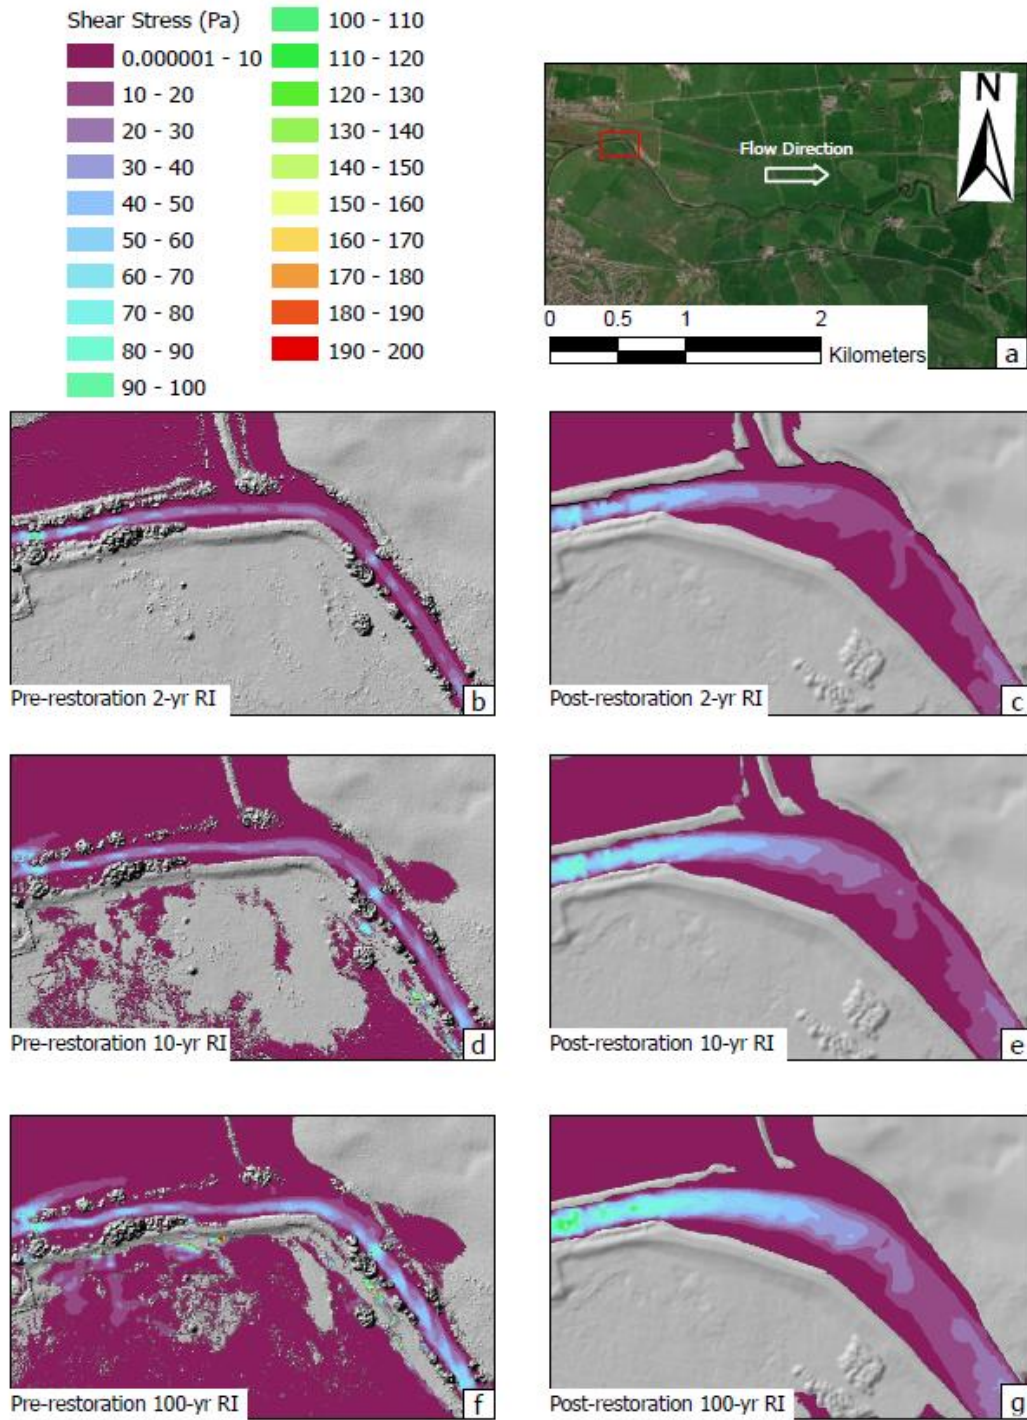 Shear Stress (Pa)
0.000001 - 10
10 - 20
20 - 30
30 - 40
40 - 50
50 - 60
60 - 70
70 - 80
80 - 90
90 - 100
100 - 110
110 - 120
120 - 130
130 - 140
140 - 150
150 - 160
160 - 170
170 - 180
180 - 190
190 - 200
N
Flow Direction
0 0.5 1 2
Kilometers
a
Pre-restoration 2-yr RI
b
Post-restoration 2-yr RI
c
Pre-restoration 10-yr RI
d
Post-restoration 10-yr RI
e
Pre-restoration 100-yr RI
f
Post-restoration 100-yr RI
g